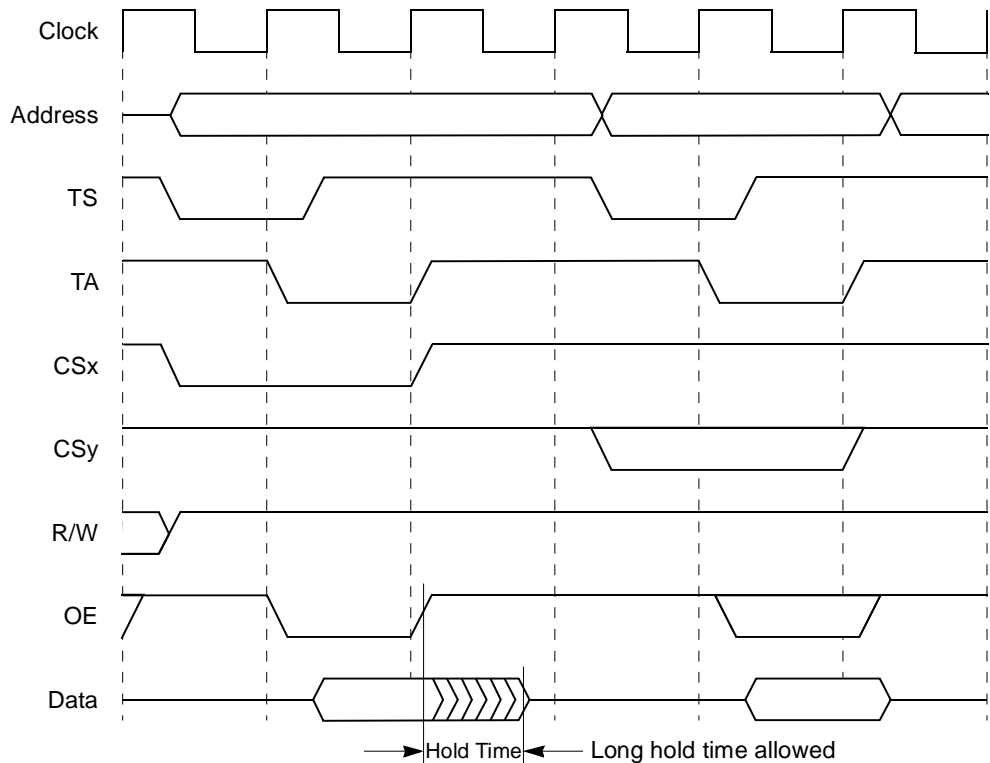 Clock
Address
TS
TA
CSx
CSy
R/W
OE
Data
Hold Time
Long hold time allowed